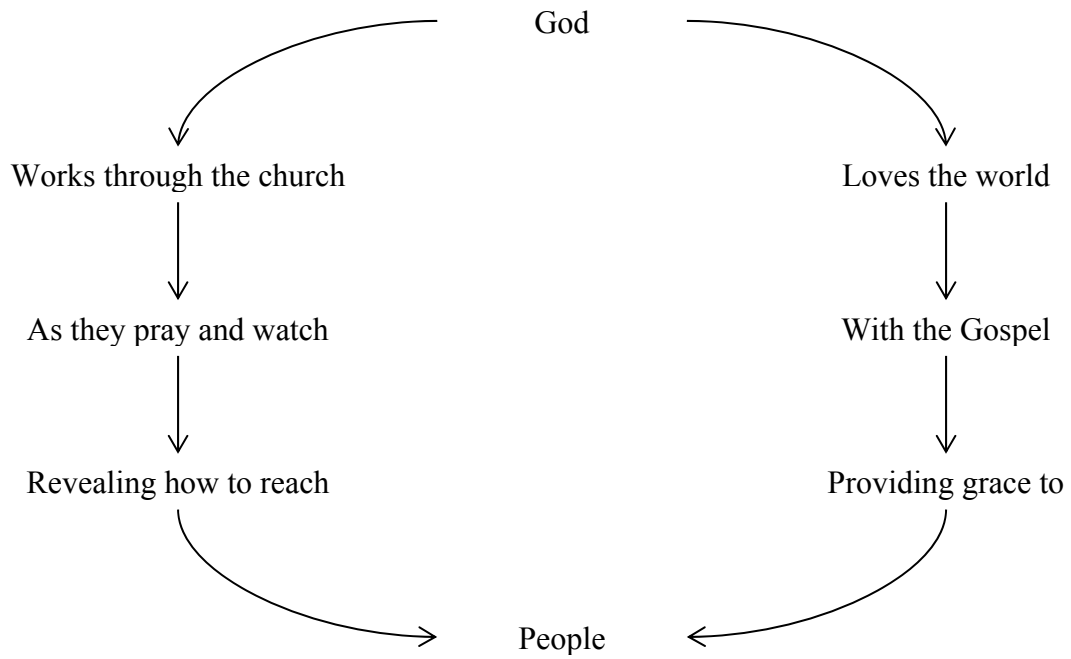 God
Works through the church
Loves the world
As they pray and watch
With the Gospel
Revealing how to reach
Providing grace to
People